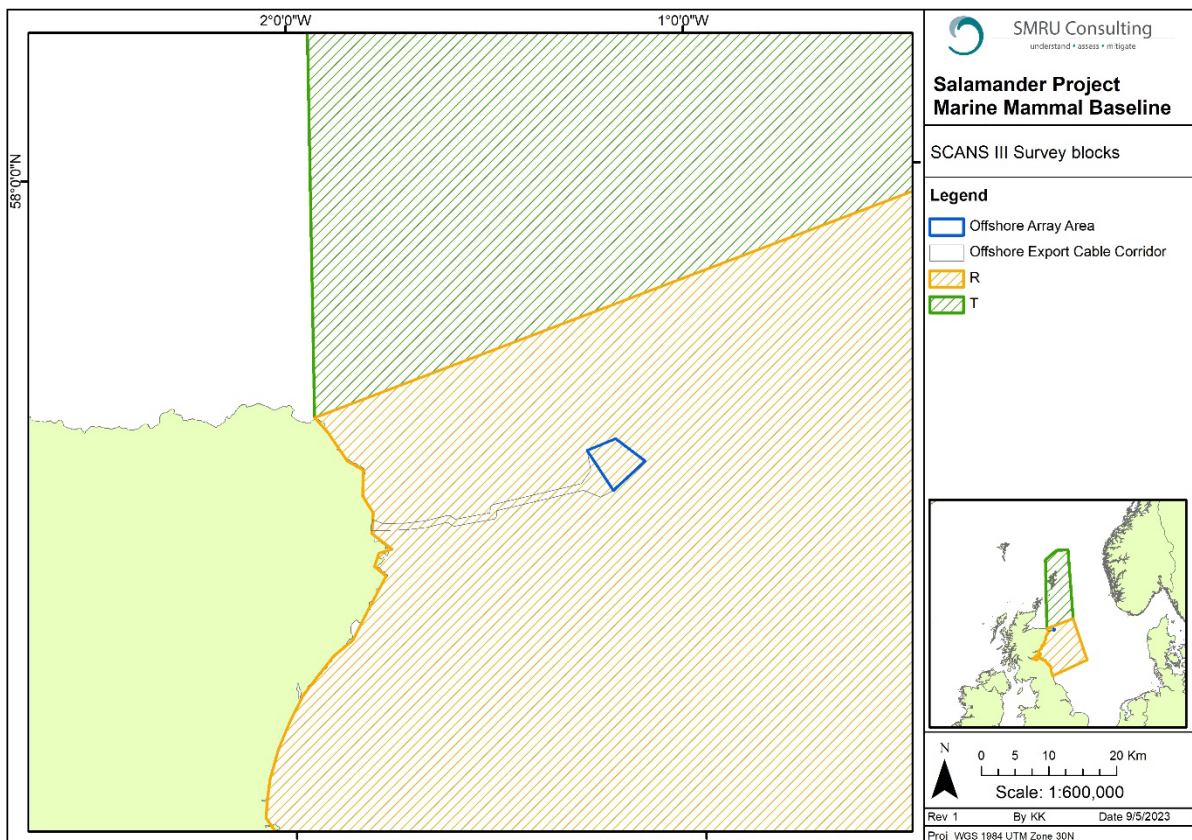 2°0'0"W
1°0'0"W
58°0'0"N
SMRU Consulting
understand • assess • mitigate
Salamander Project
Marine Mammal Baseline
SCANS III Survey blocks
Legend
Offshore Array Area
Offshore Export Cable Corridor
R
T
N
0 5 10 20 Km
Scale: 1:600,000
Rev 1 By KK Date 9/5/2023
Proj WGS 1984 UTM Zone 30N